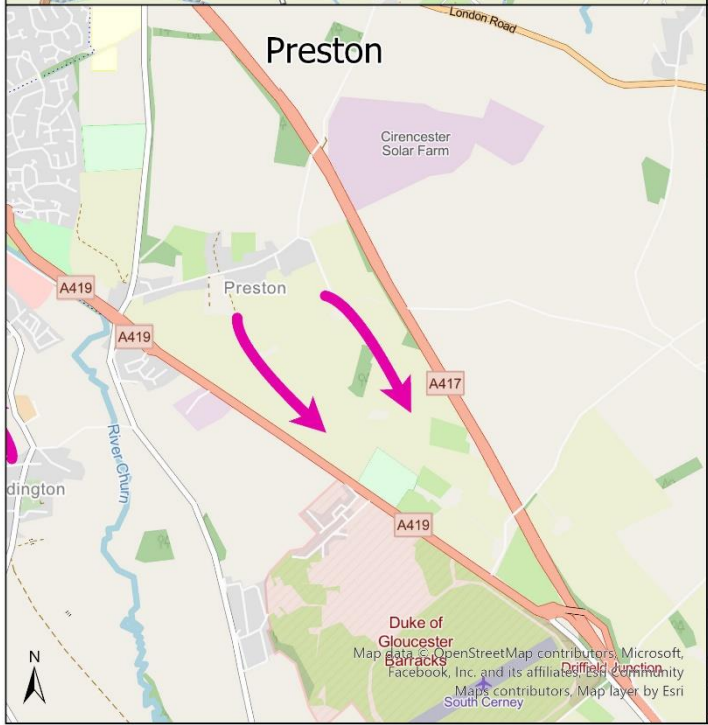 London Road
Preston
Cirencester
Solar Farm
A419
Preston
A419
A417
River Churn
dington
A419
Duke of
Gloucester
Barracks
Map data © OpenStreetMap contributors, Microsoft,
Facebook, Inc. and its affiliates, Esri Community
Maps contributors, Map layer by Esri
Driffield Junction
South Cerney
N